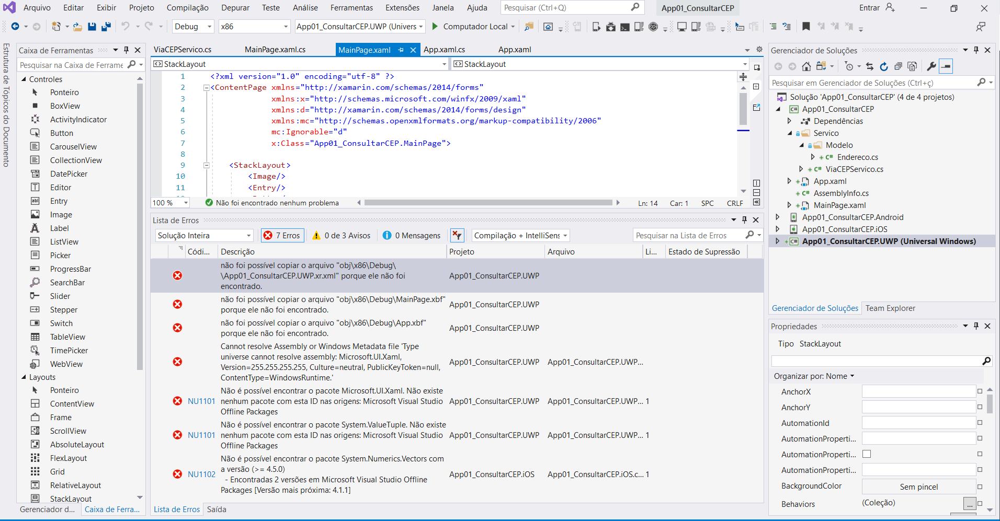 Arquivo Editar Exibir Projeto Compilação Depurar Teste Análise Ferramentas Extensões Janela Ajuda Pesquisar (Ctrl+Q) App01_ConsultarCEP Entrar
Debug x86 App01_ConsultarCEP.UWP (Univers Computador Local
Estrutura de Tópicos do Documento
Caixa de Ferramentas
Pesquisar na Caixa de Ferrame
Controles
Ponteiro
BoxView
ActivityIndicator
Button
CarouselView
CollectionView
DatePicker
Editor
Entry
Image
Label
ListView
Picker
ProgressBar
SearchBar
Slider
Stepper
Switch
TableView
TimePicker
WebView
Layouts
Ponteiro
ContentView
Frame
ScrollView
AbsoluteLayout
FlexLayout
Grid
RelativeLayout
StackLayout
Gerenciador d... Caixa de Ferra...
ViaCEPServico.cs MainPage.xaml.cs MainPage.xaml App.xaml.cs App.xaml
StackLayout StackLayout
1 <?xml version="1.0" encoding="utf-8" ?>
2 <ContentPage xmlns="http://xamarin.com/schemas/2014/forms"
3 xmlns:x="http://schemas.microsoft.com/winfx/2009/xaml"
4 xmlns:d="http://xamarin.com/schemas/2014/forms/design"
5 xmlns:mc="http://schemas.openxmlformats.org/markup-compatibility/2006"
6 mc:Ignorable="d"
7 x:Class="App01_ConsultarCEP.MainPage">
8
9 <StackLayout>
10 <Image/>
11 <Entry/>
100 % Não foi encontrado nenhum problema Ln: 14 Car: 1 SPC CRLF
Lista de Erros
Solução Inteira 7 Erros 0 de 3 Avisos 0 Mensagens Compilação + IntelliSens Pesquisar na Lista de Erros
Códi... Descrição Projeto Arquivo Li... Estado de Supressão
não foi possível copiar o arquivo "obj\x86\Debug\
\App01_ConsultarCEP.UWP.xr.xml" porque ele não foi App01_ConsultarCEP.UWP
encontrado.
não foi possível copiar o arquivo "obj\x86\Debug\MainPage.xbf" App01_ConsultarCEP.UWP
porque ele não foi encontrado.
não foi possível copiar o arquivo "obj\x86\Debug\App.xbf" App01_ConsultarCEP.UWP
porque ele não foi encontrado.
Cannot resolve Assembly or Windows Metadata file 'Type
universe cannot resolve assembly: Microsoft.UI.Xaml, App01_ConsultarCEP.UWP App01_ConsultarCEP.UWP...
Version=255.255.255.255, Culture=neutral, PublicKeyToken=null,
ContentType=WindowsRuntime.'
Não é possível encontrar o pacote Microsoft.UI.Xaml. Não existe
NU1101 nenhum pacote com esta ID nas origens: Microsoft Visual Studio App01_ConsultarCEP.UWP App01_ConsultarCEP.UWP... 1
Offline Packages
Não é possível encontrar o pacote System.ValueTuple. Não existe
NU1101 nenhum pacote com esta ID nas origens: Microsoft Visual Studio App01_ConsultarCEP.UWP App01_ConsultarCEP.UWP... 1
Offline Packages
Não é possível encontrar o pacote System.Numerics.Vectors com
a versão (>= 4.5.0)
NU1102 - Encontradas 2 versões em Microsoft Visual Studio Offline App01_ConsultarCEP.iOS App01_ConsultarCEP.iOS.c... 1
Packages [Versão mais próxima: 4.1.1]
Lista de Erros Saída
Gerenciador de Soluções
Pesquisar em Gerenciador de Soluções (Ctrl+ç)
Solução 'App01_ConsultarCEP' (4 de 4 projetos)
App01_ConsultarCEP
Dependências
Servico
Modelo
Endereco.cs
ViaCEPServico.cs
App.xaml
AssemblyInfo.cs
MainPage.xaml
App01_ConsultarCEP.Android
App01_ConsultarCEP.iOS
App01_ConsultarCEP.UWP (Universal Windows)
Gerenciador de Soluções Team Explorer
Propriedades
Tipo StackLayout
Organizar por: Nome
AnchorX
AnchorY
AutomationId
AutomationProperti...
AutomationProperti...
AutomationProperti...
BackgroundColor Sem pincel
Behaviors (Coleção) ...